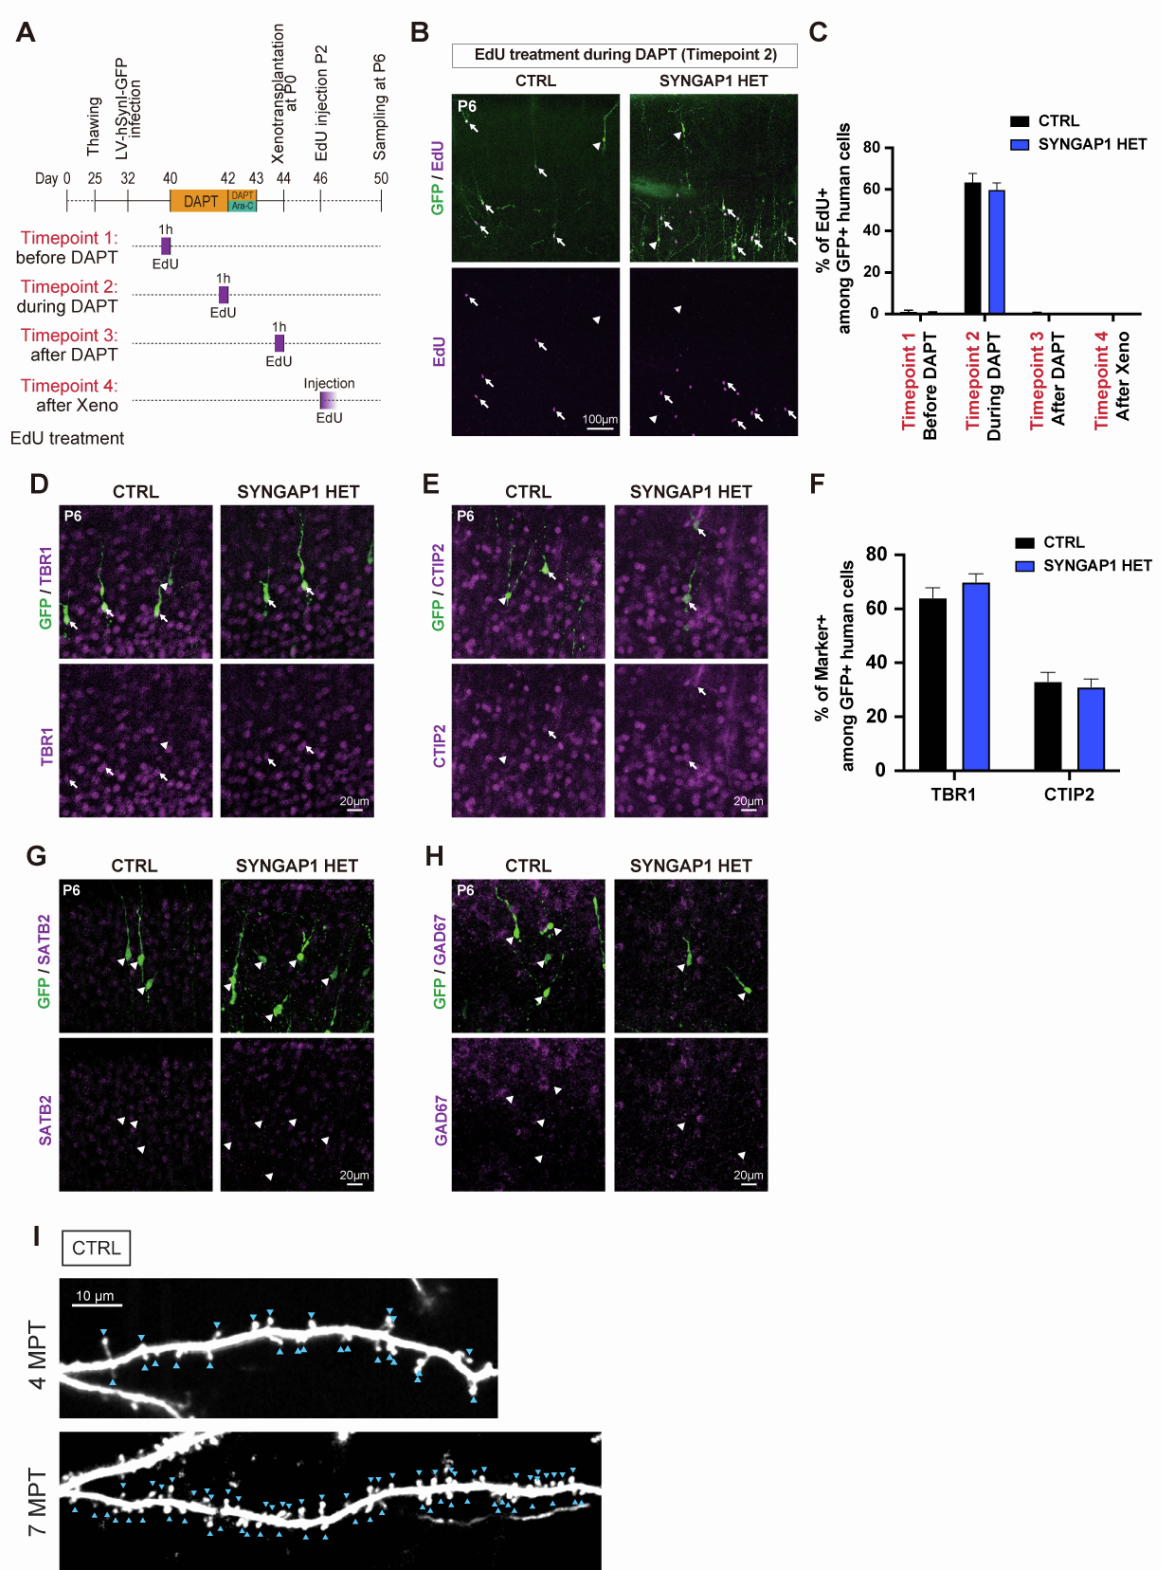 A
Thawing
LV-hSynI-GFP
infection
Xenotransplantation
at P0
EdU injection P2
Sampling at P6
Day 0 25 32 40 42 43 44 46 50
DAPT
DAPT
Ara-C
Timepoint 1:
before DAPT
1h
EdU
Timepoint 2:
during DAPT
1h
EdU
Timepoint 3:
after DAPT
1h
EdU
Timepoint 4:
after Xeno
Injection
EdU
EdU treatment
B
EdU treatment during DAPT (Timepoint 2)
CTRL SYNGAP1 HET
P6
GFP / EdU
EdU
100µm
C
CTRL
SYNGAP1 HET
% of EdU+
among GFP+ human cells
80
60
40
20
0
Timepoint 1
Before DAPT
Timepoint 2
During DAPT
Timepoint 3
After DAPT
Timepoint 4
After Xeno
D
CTRL SYNGAP1 HET
P6
GFP / TBR1
TBR1
20µm
E
CTRL SYNGAP1 HET
P6
GFP / CTIP2
CTIP2
20µm
F
CTRL
SYNGAP1 HET
% of Marker+
among GFP+ human cells
80
60
40
20
0
TBR1 CTIP2
G
CTRL SYNGAP1 HET
P6
GFP / SATB2
SATB2
20µm
H
CTRL SYNGAP1 HET
P6
GFP / GAD67
GAD67
20µm
I
CTRL
10 µm
4 MPT
7 MPT